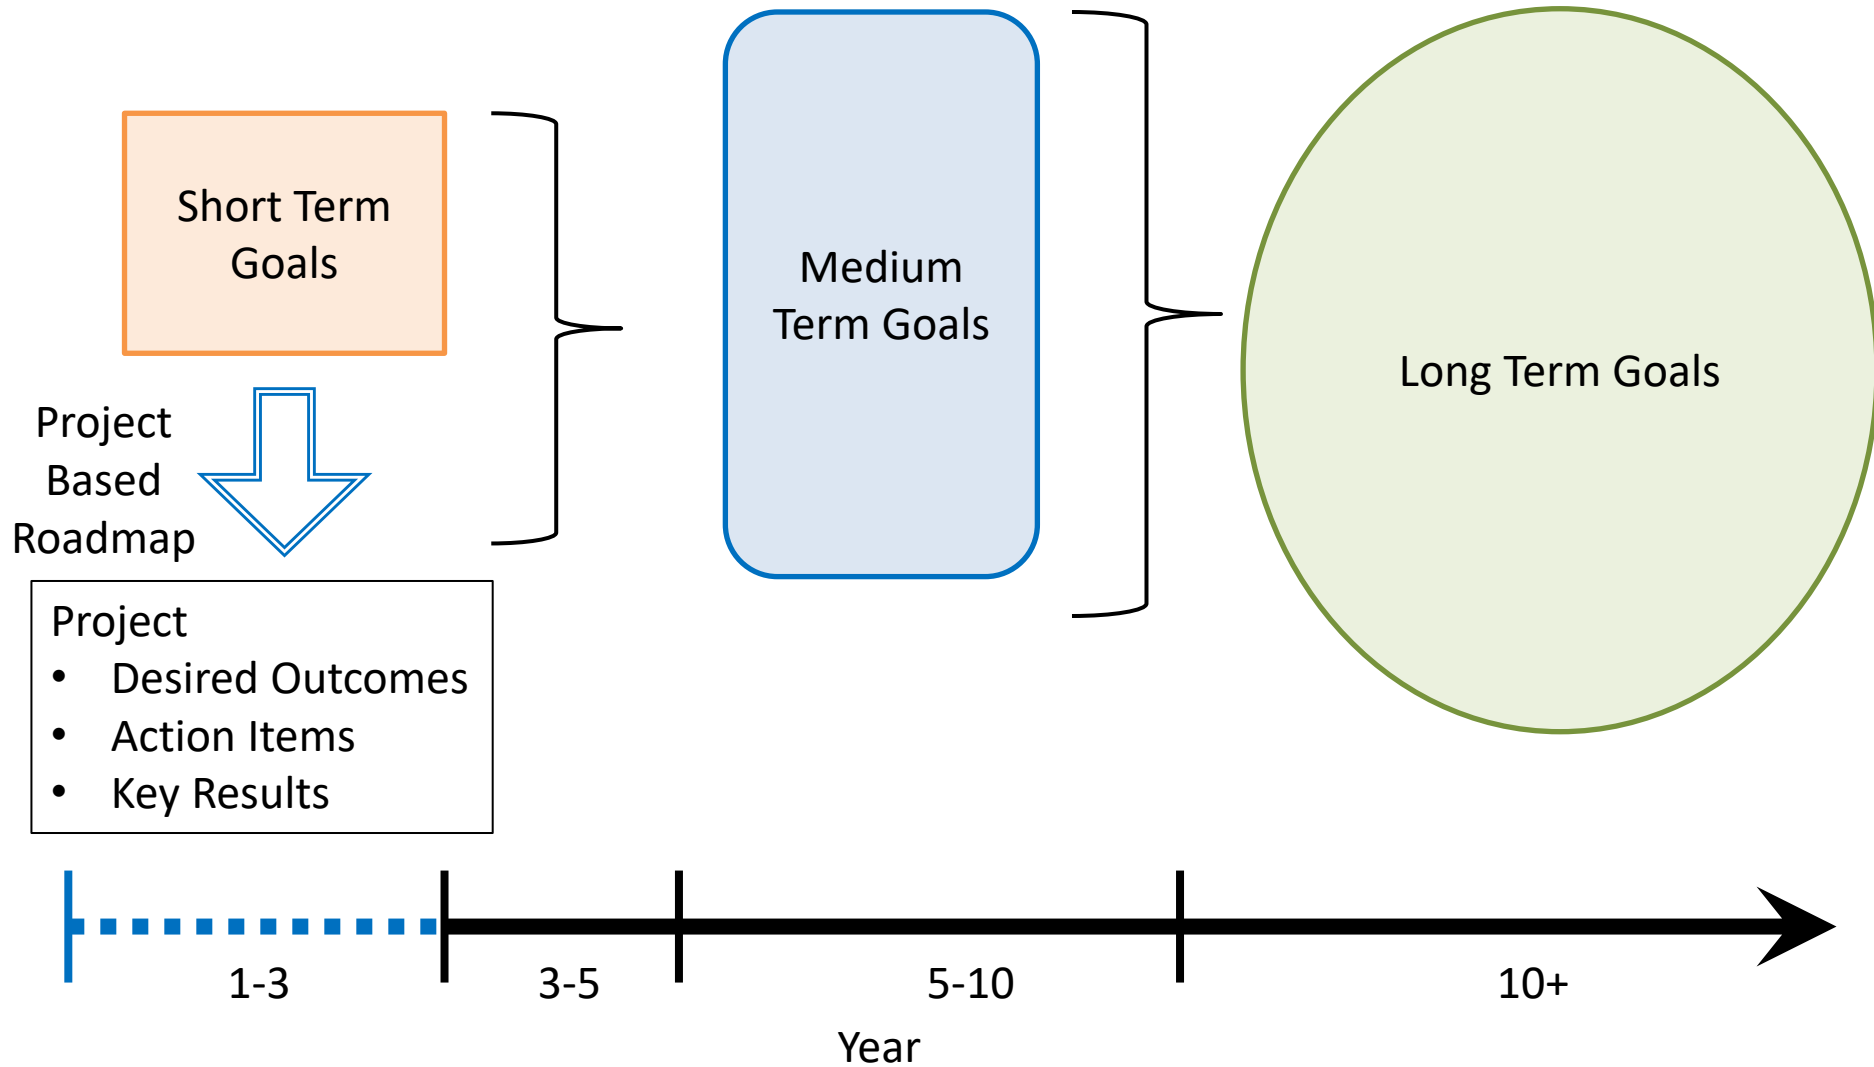 Short Term
Goals
Project
Based
Roadmap
Project
• Desired Outcomes
• Action Items
• Key Results
Medium
Term Goals
Long Term Goals
1-3
3-5
5-10
10+
Year